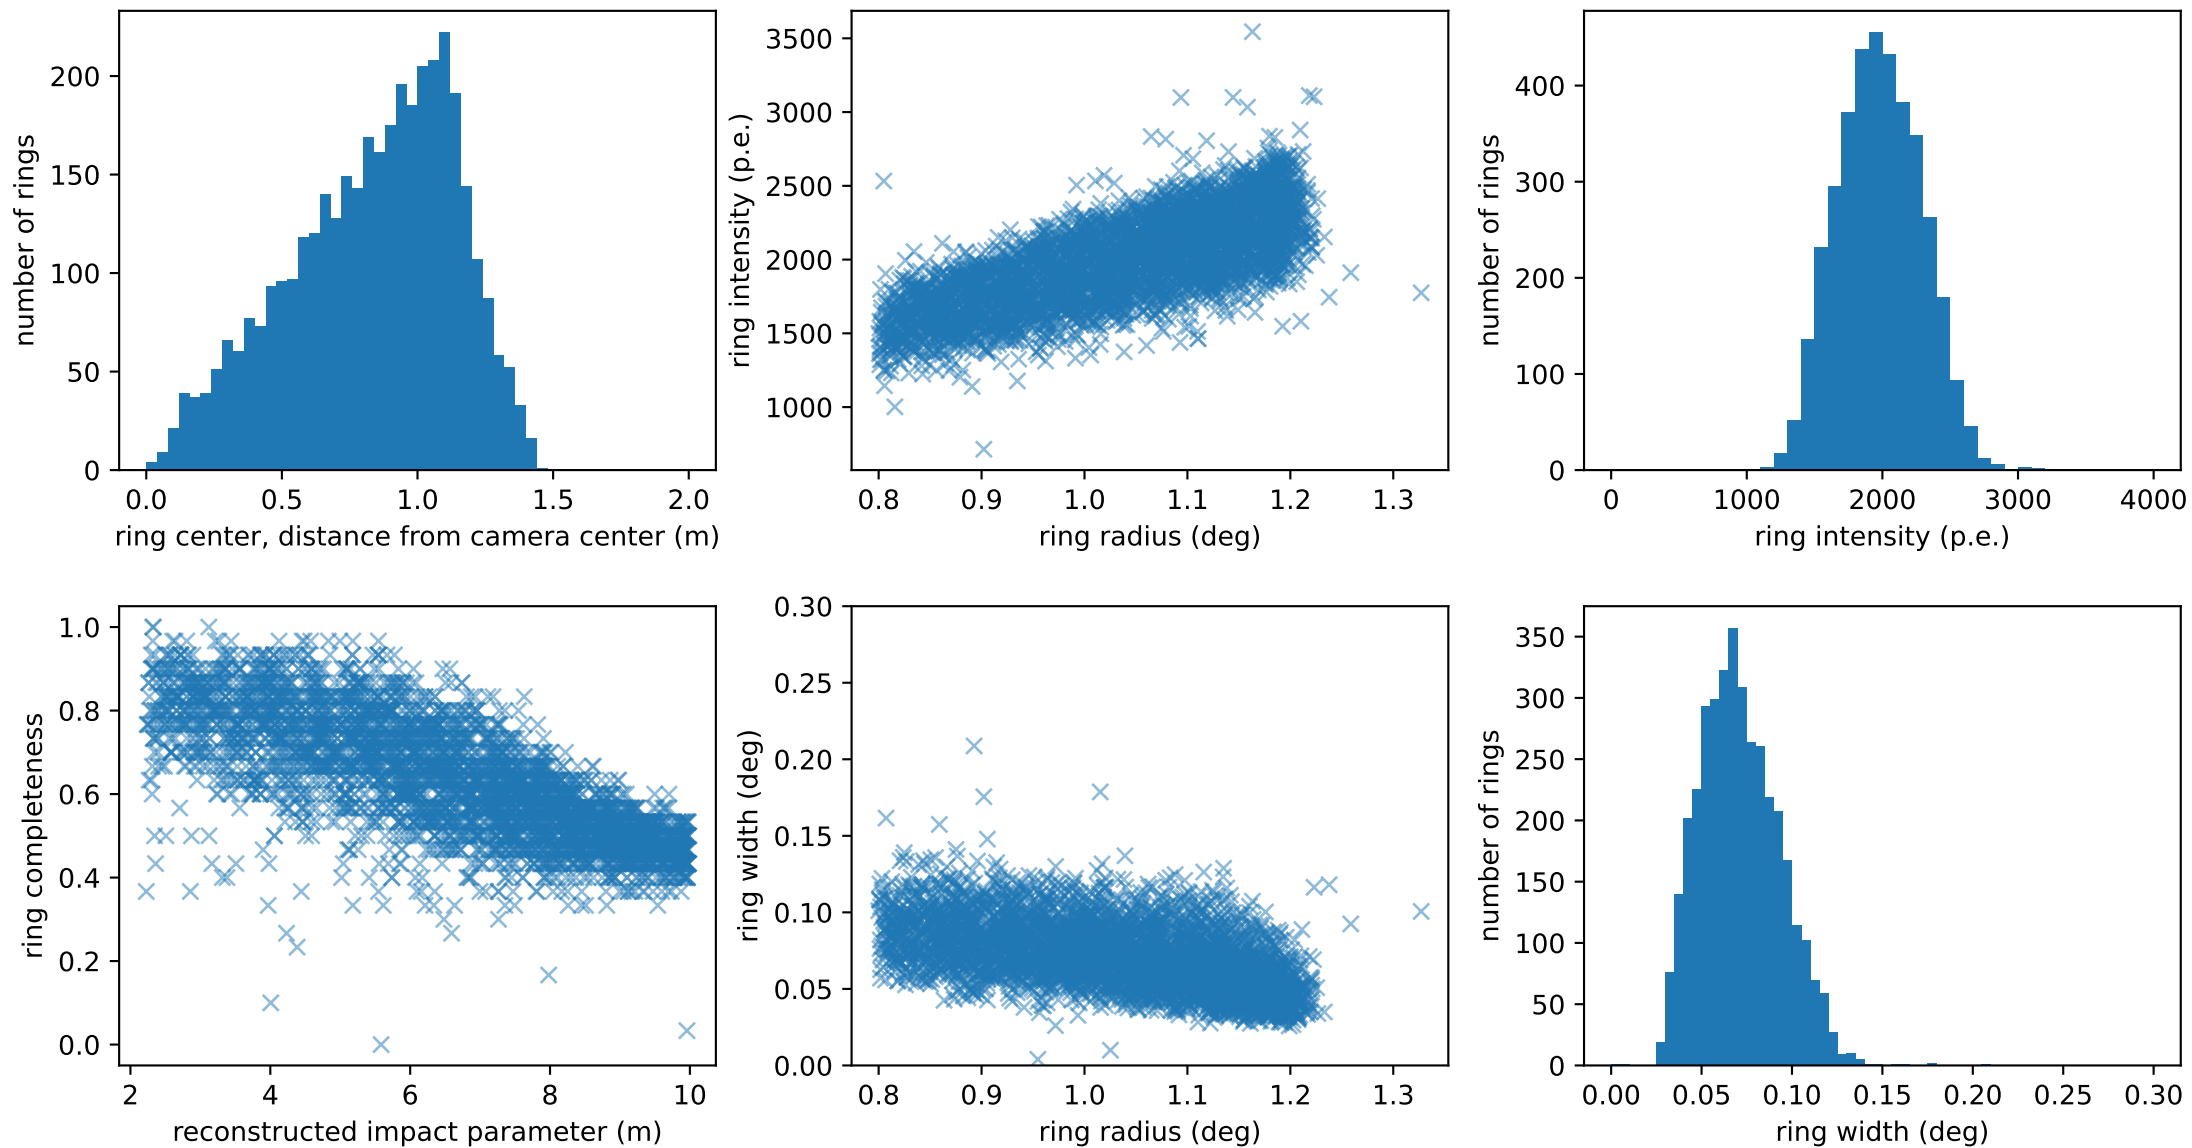 number of rings
200
150
100
50
0
0.0 0.5 1.0 1.5 2.0
ring center, distance from camera center (m)
ring intensity (p.e.)
3500
3000
2500
2000
1500
1000
0.8 0.9 1.0 1.1 1.2 1.3
ring radius (deg)
number of rings
400
300
200
100
0
0 1000 2000 3000 4000
ring intensity (p.e.)
ring completeness
1.0
0.8
0.6
0.4
0.2
0.0
2 4 6 8 10
reconstructed impact parameter (m)
ring width (deg)
0.30
0.25
0.20
0.15
0.10
0.05
0.00
0.8 0.9 1.0 1.1 1.2 1.3
ring radius (deg)
number of rings
350
300
250
200
150
100
50
0
0.00 0.05 0.10 0.15 0.20 0.25 0.30
ring width (deg)